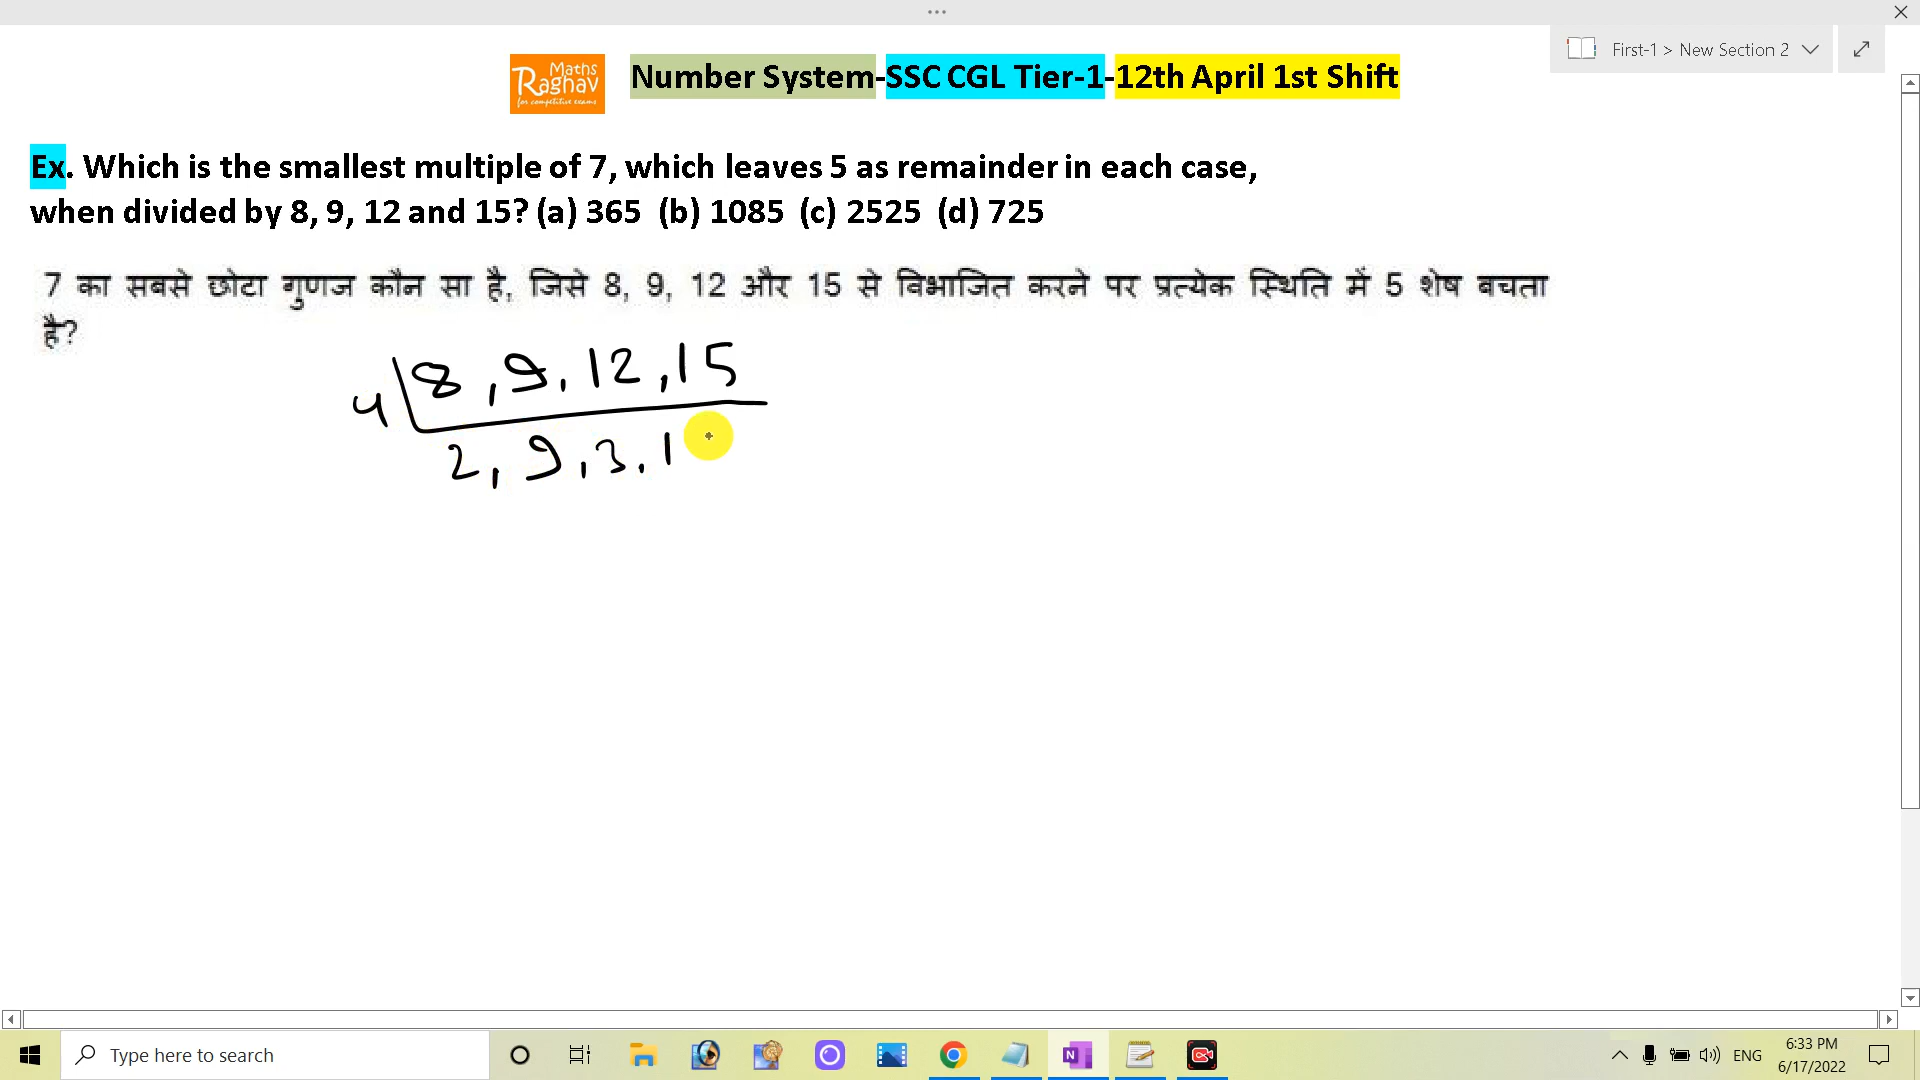 First-1 > New Section 2
Maths
Raghav
for competitive exams
Number System-SSC CGL Tier-1-12th April 1st Shift
Ex. Which is the smallest multiple of 7, which leaves 5 as remainder in each case,
when divided by 8, 9, 12 and 15? (a) 365 (b) 1085 (c) 2525 (d) 725
7 का सबसे छोटा गुणज कौन सा है, जिसे 8, 9, 12 और 15 से विभाजित करने पर प्रत्येक स्थिति में 5 शेष बचता
है?
4 8, 9, 12, 15
2, 9, 3, 1
Type here to search
ENG
6:33 PM
6/17/2022